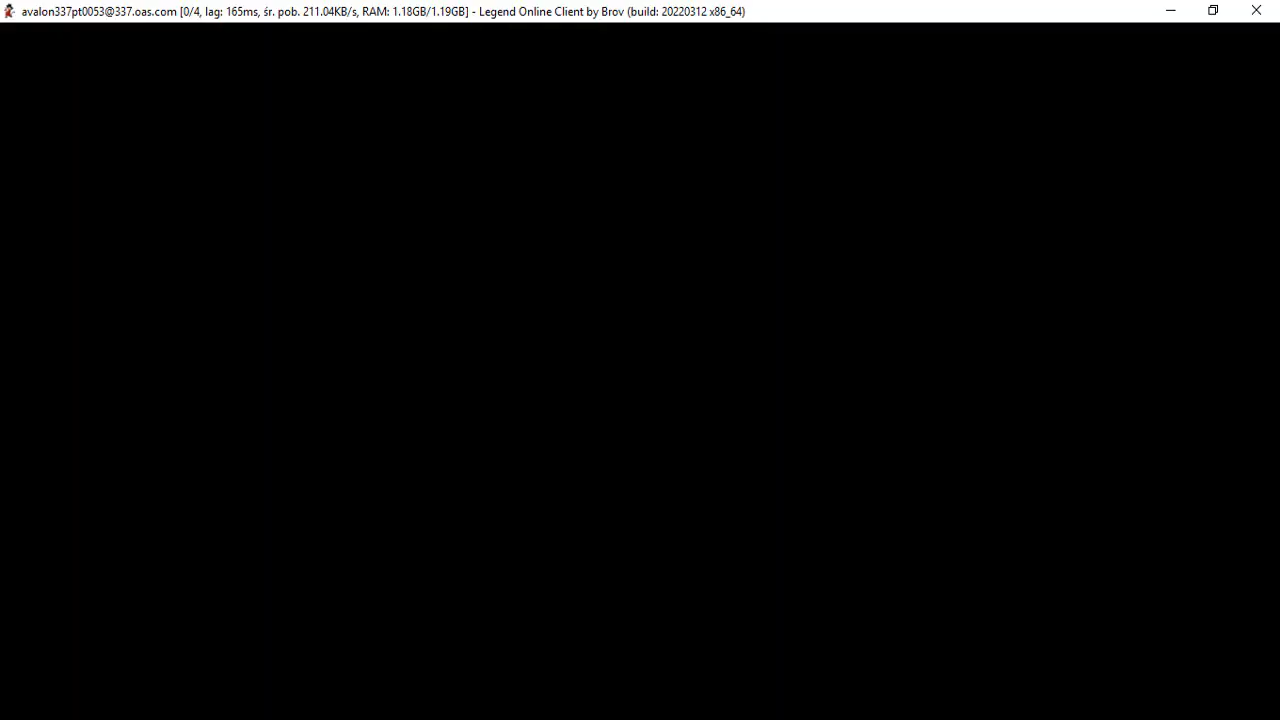 avalon337pt0053@337.oas.com [0/4, lag: 165ms, śr. pob. 211.04KB/s, RAM: 1.18GB/1.19GB] - Legend Online Client by Brov (build: 20220312 x86_64)